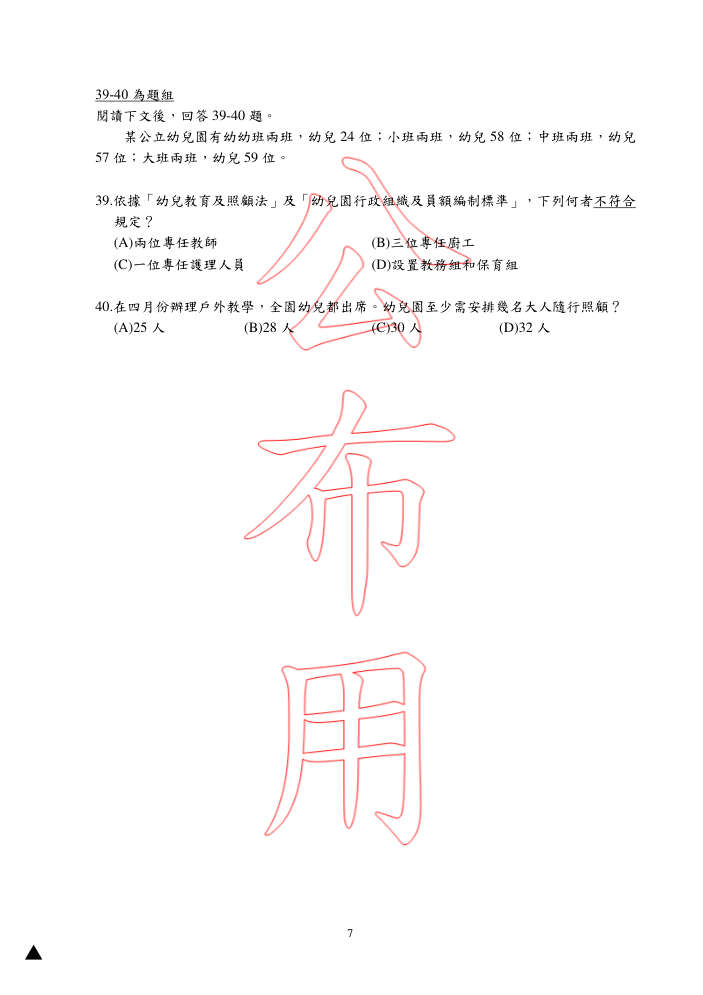 39-40 為題組
閱讀下文後，回答 39-40 題。
某公立幼兒園有幼幼班兩班，幼兒 24 位；小班兩班，幼兒 58 位；中班兩班，幼兒
57 位；大班兩班，幼兒 59 位。
39.依據「幼兒教育及照顧法」及「幼兒園行政組織及員額編制標準」，下列何者不符合
規定？
(A)兩位專任教師 (B)三位專任廚工
(C)一位專任護理人員 (D)設置教務組和保育組
40.在四月份辦理戶外教學，全園幼兒都出席。幼兒園至少需安排幾名大人隨行照顧？
(A)25 人 (B)28 人 (C)30 人 (D)32 人
公
布
用
7